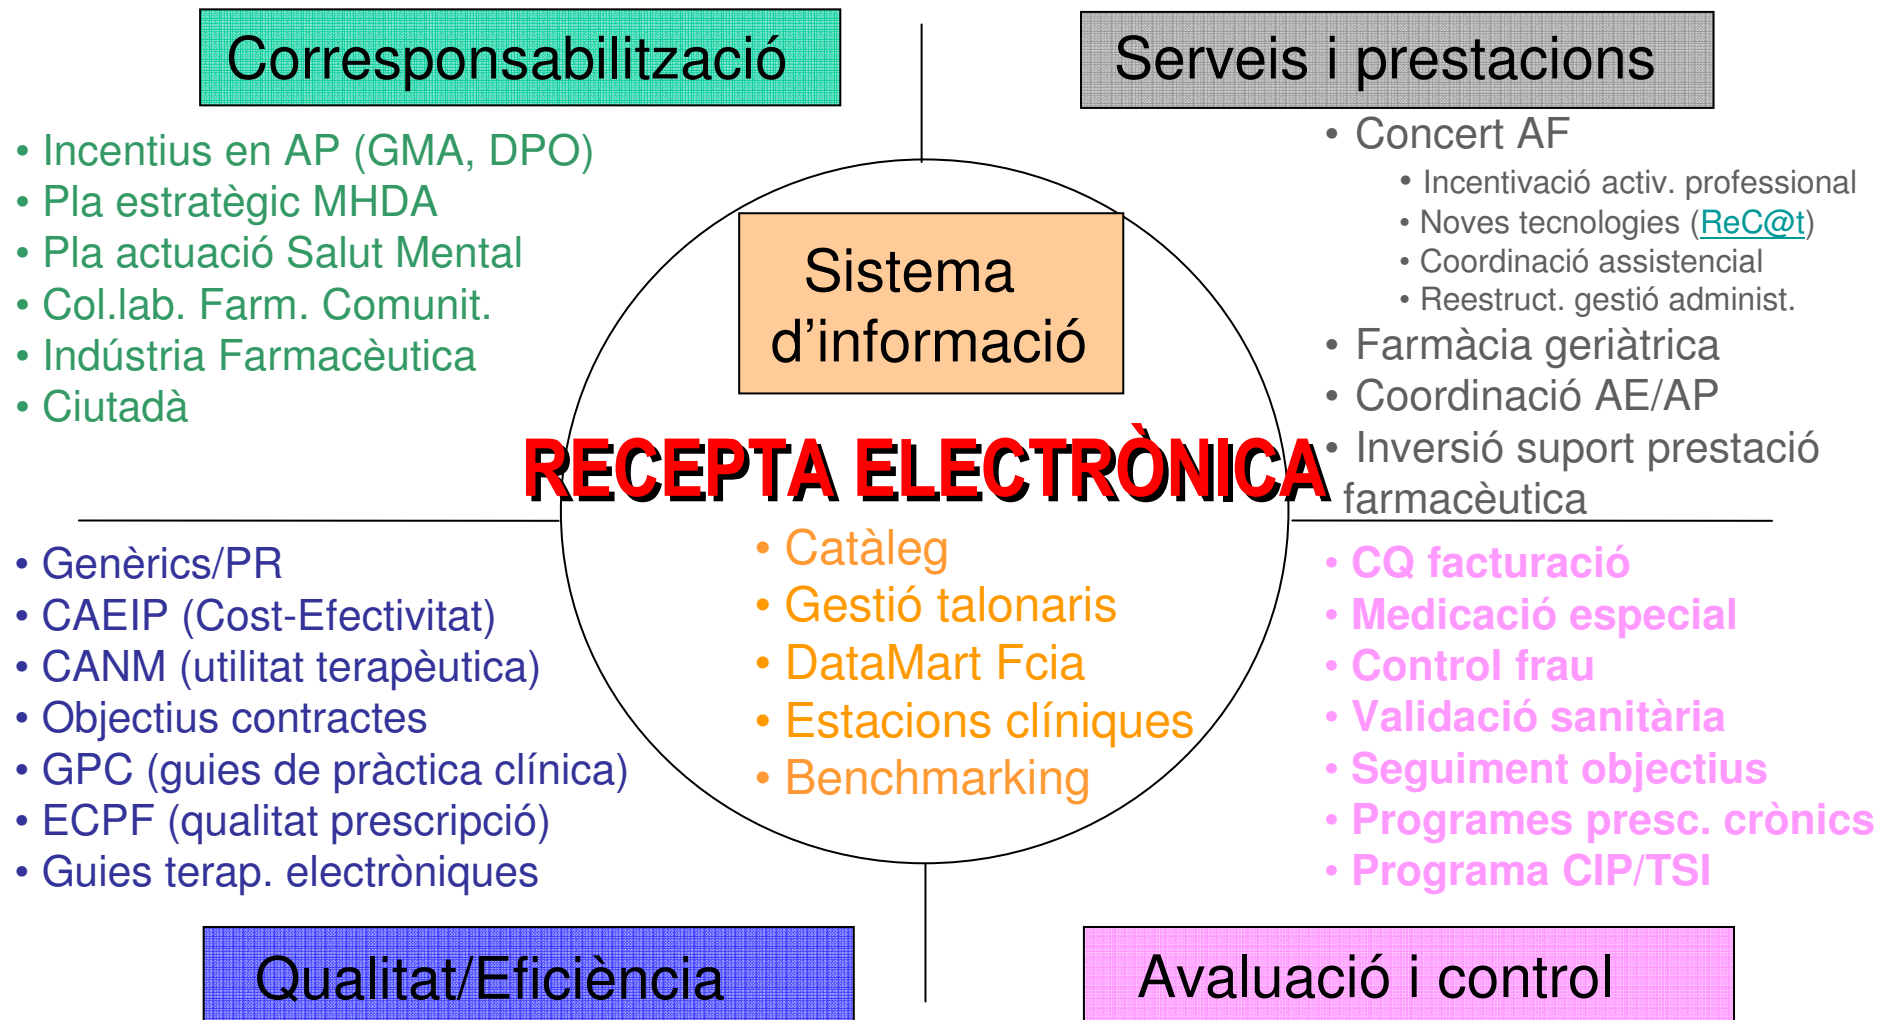 Corresponsabilització
• Incentius en AP (GMA, DPO)
• Pla estratègic MHDA
• Pla actuació Salut Mental
• Col.lab. Farm. Comunit.
• Indústria Farmacèutica
• Ciutadà
Serveis i prestacions
• Concert AF
• Incentivació activ. professional
• Noves tecnologies (ReC@t)
• Coordinació assistencial
• Reestruct. gestió administ.
• Farmàcia geriàtrica
• Coordinació AE/AP
• Inversió suport prestació
farmacèutica
Sistema
d’informació
RECEPTA ELECTRÒNICA
• Catàleg
• Gestió talonaris
• DataMart Fcia
• Estacions clíniques
• Benchmarking
• Genèrics/PR
• CAEIP (Cost-Efectivitat)
• CANM (utilitat terapèutica)
• Objectius contractes
• GPC (guies de pràctica clínica)
• ECPF (qualitat prescripció)
• Guies terap. electròniques
Qualitat/Eficiència
• CQ facturació
• Medicació especial
• Control frau
• Validació sanitària
• Seguiment objectius
• Programes presc. crònics
• Programa CIP/TSI
Avaluació i control